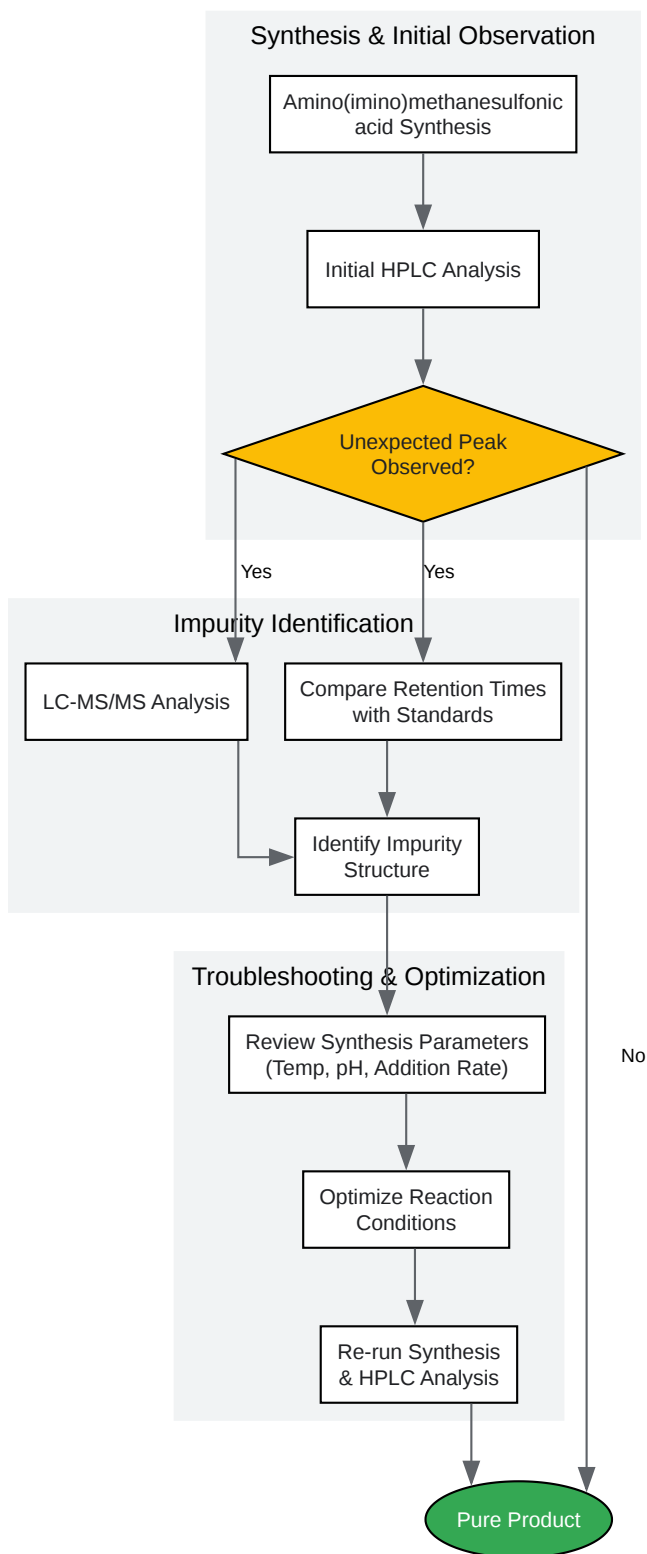 Synthesis & Initial Observation
Amino(imino)methanesulfonic
acid Synthesis
Initial HPLC Analysis
Unexpected Peak
Observed?
Yes
Yes
Impurity Identification
LC-MS/MS Analysis
Compare Retention Times
with Standards
Identify Impurity
Structure
Troubleshooting & Optimization
Review Synthesis Parameters
(Temp, pH, Addition Rate)
No
Optimize Reaction
Conditions
Re-run Synthesis
& HPLC Analysis
Pure Product